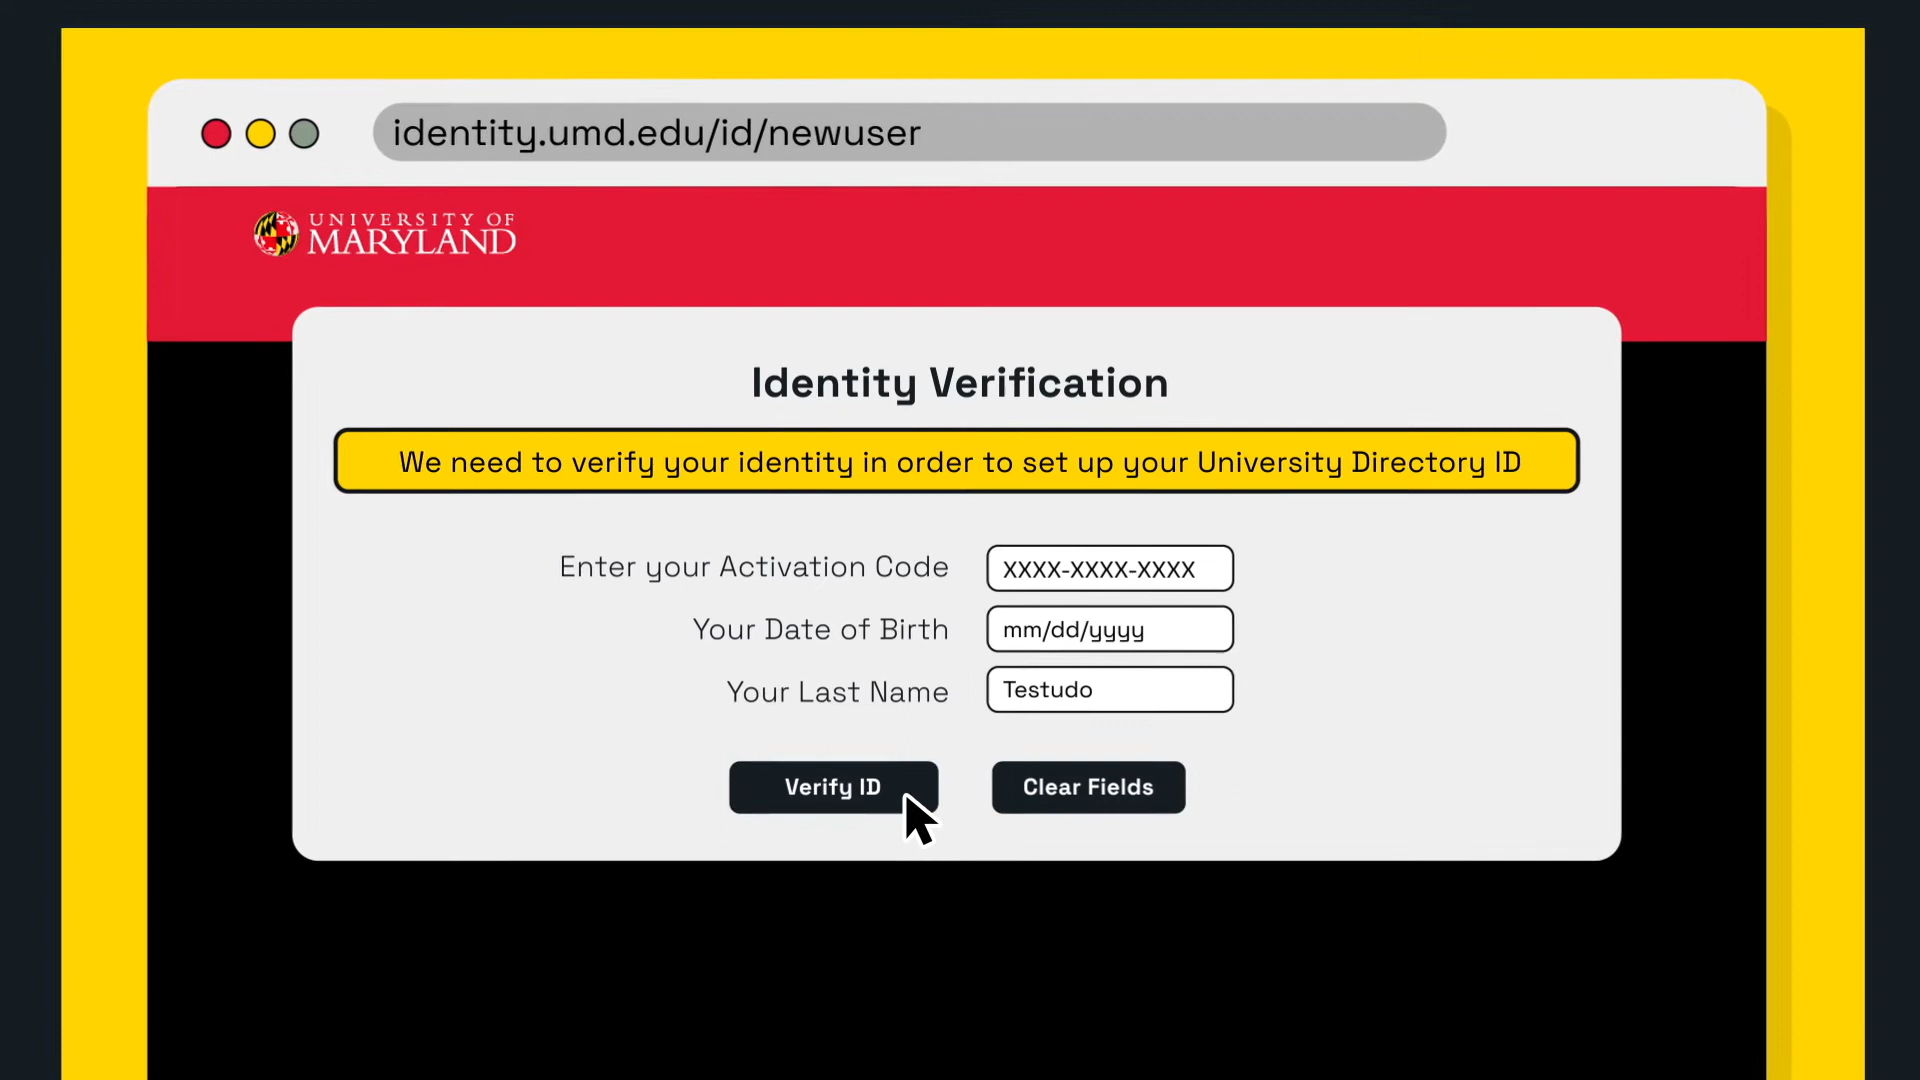 identity.umd.edu/id/newuser
UNIVERSITY OF
MARYLAND
Identity Verification
We need to verify your identity in order to set up your University Directory ID
Enter your Activation Code XXXX-XXXX-XXXX
Your Date of Birth mm/dd/yyyy
Your Last Name Testudo
Verify ID Clear Fields